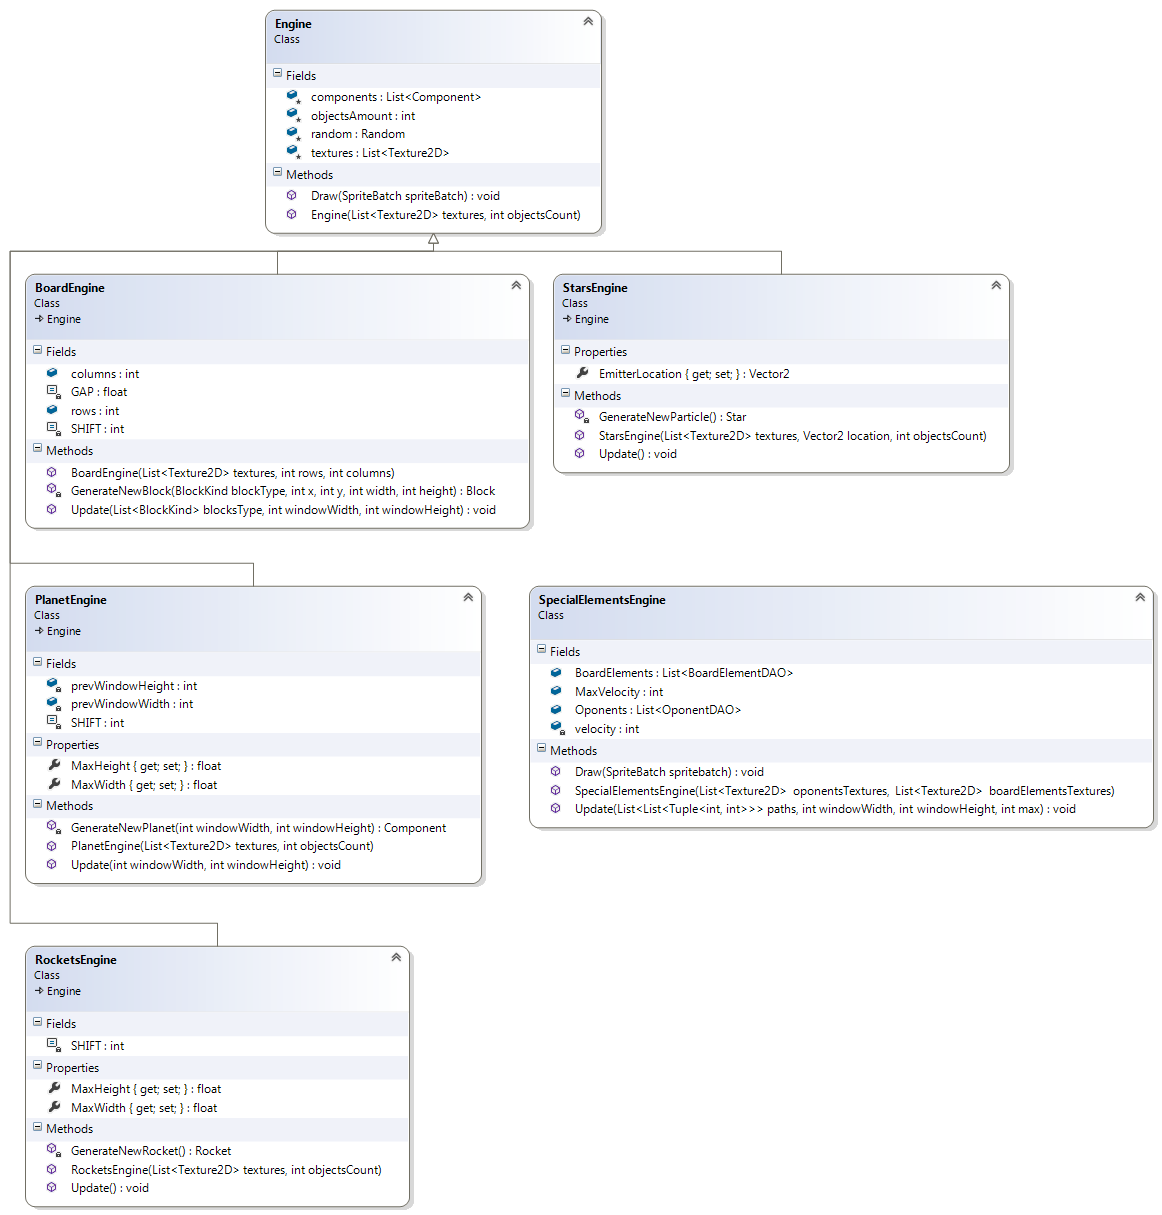 Engine
Class
Fields
components : List<Component>
objectsAmount : int
random : Random
textures : List<Texture2D>
Methods
Draw(SpriteBatch spriteBatch) : void
Engine(List<Texture2D> textures, int objectsCount)
BoardEngine
Class
Engine
Fields
columns : int
GAP : float
rows : int
SHIFT : int
Methods
BoardEngine(List<Texture2D> textures, int rows, int columns)
GenerateNewBlock(BlockKind blockType, int x, int y, int width, int height) : Block
Update(List<BlockKind> blocksType, int windowWidth, int windowHeight) : void
StarsEngine
Class
Engine
Properties
EmitterLocation { get; set; } : Vector2
Methods
GenerateNewParticle() : Star
StarsEngine(List<Texture2D> textures, Vector2 location, int objectsCount)
Update() : void
PlanetEngine
Class
Engine
Fields
prevWindowHeight : int
prevWindowWidth : int
SHIFT : int
Properties
MaxHeight { get; set; } : float
MaxWidth { get; set; } : float
Methods
GenerateNewPlanet(int windowWidth, int windowHeight) : Component
PlanetEngine(List<Texture2D> textures, int objectsCount)
Update(int windowWidth, int windowHeight) : void
SpecialElementsEngine
Class
Fields
BoardElements : List<BoardElementDAO>
MaxVelocity : int
Oponents : List<OponentDAO>
velocity : int
Methods
Draw(SpriteBatch spritebatch) : void
SpecialElementsEngine(List<Texture2D> oponentsTextures, List<Texture2D> boardElementsTextures)
Update(List<List<Tuple<int, int>>> paths, int windowWidth, int windowHeight, int max) : void
RocketsEngine
Class
Engine
Fields
SHIFT : int
Properties
MaxHeight { get; set; } : float
MaxWidth { get; set; } : float
Methods
GenerateNewRocket() : Rocket
RocketsEngine(List<Texture2D> textures, int objectsCount)
Update() : void